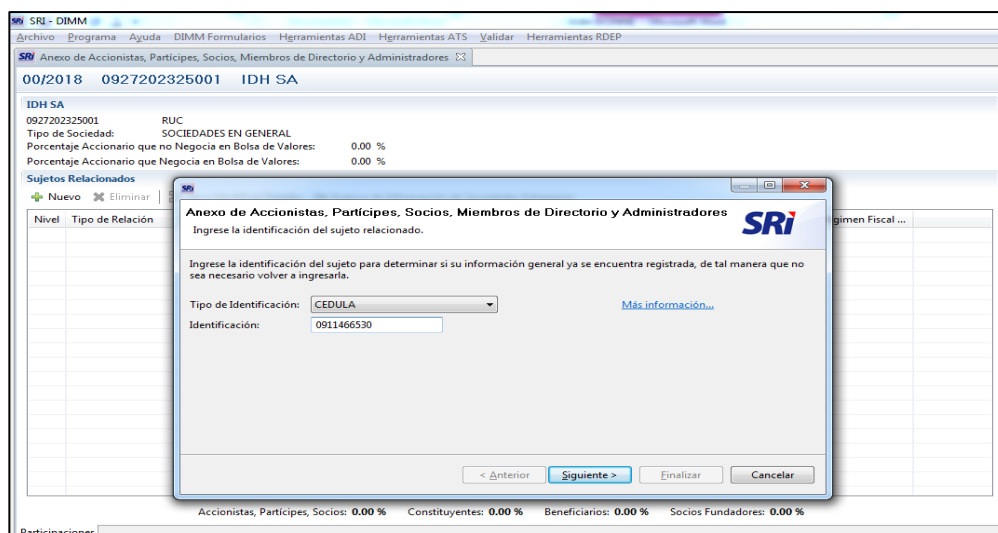 SRi SRI - DIMM
Archivo Programa Ayuda DIMM Formularios Herramientas ADI Herramientas ATS Validar Herramientas RDEP
SRi Anexo de Accionistas, Partícipes, Socios, Miembros de Directorio y Administradores
00/2018 0927202325001 IDH SA
IDH SA
0927202325001 RUC
Tipo de Sociedad: SOCIEDADES EN GENERAL
Porcentaje Accionario que no Negocia en Bolsa de Valores: 0.00 %
Porcentaje Accionario que Negocia en Bolsa de Valores: 0.00 %
Sujetos Relacionados
Nuevo Eliminar
Nivel Tipo de Relación
gimen Fiscal ...
SRi
Anexo de Accionistas, Partícipes, Socios, Miembros de Directorio y Administradores
SRi
Ingrese la identificación del sujeto relacionado.
Ingrese la identificación del sujeto para determinar si su información general ya se encuentra registrada, de tal manera que no
sea necesario volver a ingresarla.
Tipo de Identificación: CEDULA Más información...
Identificación: 0911466530
< Anterior Siguiente > Finalizar Cancelar
Accionistas, Partícipes, Socios: 0.00 % Constituyentes: 0.00 % Beneficiarios: 0.00 % Socios Fundadores: 0.00 %
Participaciones